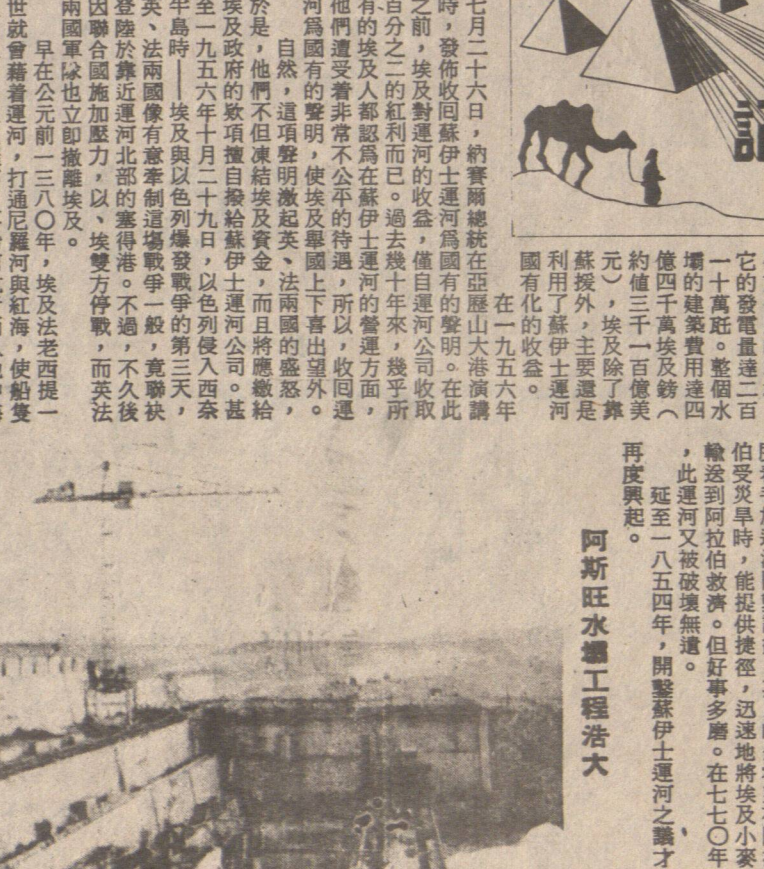 它的發電量達二百
一十萬瓩。整個水
壩的建築費用達四
億四千萬埃及鎊(
約値三千一百億美
元),埃及除了靠
蘇援外,主要還是
利用了蘇伊士運河
國有化的收益。
在一九五六年
七月二十六日,納賽爾總統在亞歷山大港演講
時,發佈收回蘇伊士運河爲國有的聲明。在此
之前,埃及對運河的收益,僅自運河公司收取
百分之二的紅利而已。過去幾十年來,幾乎所
有的埃及人都認爲在蘇伊士運河的營運方面,
他們遭受着非常不公平的待遇,所以,收回運
河爲國有的聲明,使埃及舉國上下喜出望外。
自然,這項聲明激起英、法兩國的盛怒,
於是,他們不但凍結埃及資金,而且將應繳給
埃及政府的欵項擅自撥給蘇伊士運河公司。甚
至一九五六年十月二十九日,以色列侵入西奈
半島時——埃及與以色列爆發戰爭的第三天,
英、法兩國像有意牽制這場戰爭一般,竟聯袂
登陸於靠近運河北部的塞得港。不過,不久後
因聯合國施加壓力,以、埃雙方停戰,而英法
兩國軍隊也立卽撤離埃及。
早在公元前一三八〇年,埃及法老西提一
世就曾藉着運河,打通尼羅河與紅海,使船隻
伯受災旱時,能提供捷徑,迅速地將埃及小麥
輸送到阿拉伯救濟。但好事多磨。在七七〇年
,此運河又被破壞無遺。
延至一八五四年,開鑿蘇伊士運河之議才
再度興起。
阿斯旺水壩工程浩大